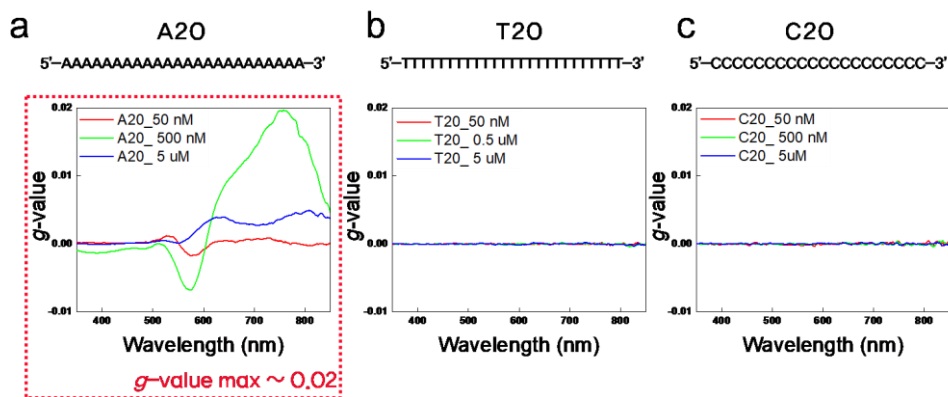 a
A20
5'-AAAAAAAAAAAAAAAAAAAAAAA-3'
0.02
A20_50 nM
A20_ 500 nM
A20_ 5 uM
0.01
0.00
-0.01
g-value
400 500 600 700 800
Wavelength (nm)
g-value max ~ 0.02
b
T20
5'-TTTTTTTTTTTTTTTTTTTTTTTT-3'
0.02
T20_50 nM
T20_ 0.5 uM
T20_ 5 uM
0.01
0.00
-0.01
g-value
400 500 600 700 800
Wavelength (nm)
c
C20
5'-CCCCCCCCCCCCCCCCCCCC-3'
0.02
C20_50 nM
C20_ 500 nM
C20_ 5uM
0.01
0.00
-0.01
g-value
400 500 600 700 800
Wavelength (nm)